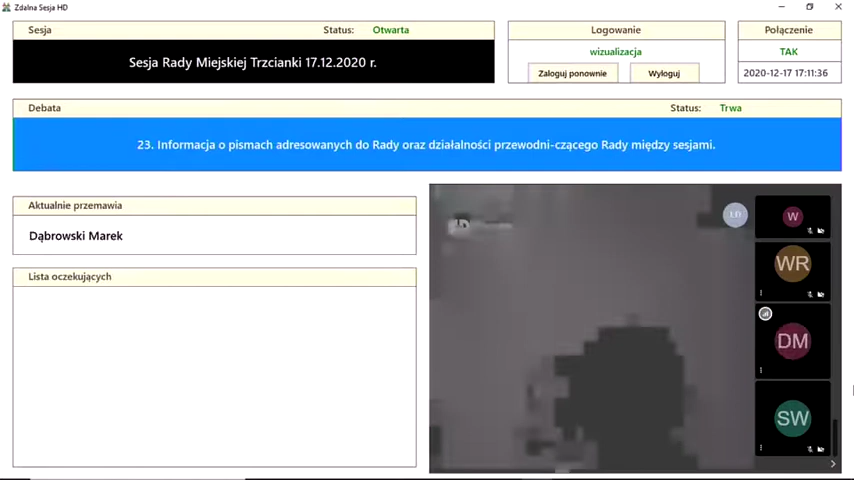 Zdalna Sesja HD
Sesja
Status: Otwarta
Sesja Rady Miejskiej Trzcianki 17.12.2020 r.
Logowanie
wizualizacja
Zaloguj ponownie
Wyloguj
Połączenie
TAK
2020-12-17 17:11:36
Debata
Status: Trwa
23. Informacja o pismach adresowanych do Rady oraz działalności przewodni-czącego Rady między sesjami.
Aktualnie przemawia
Dąbrowski Marek
Lista oczekujących
LD
W
WR
DM
SW